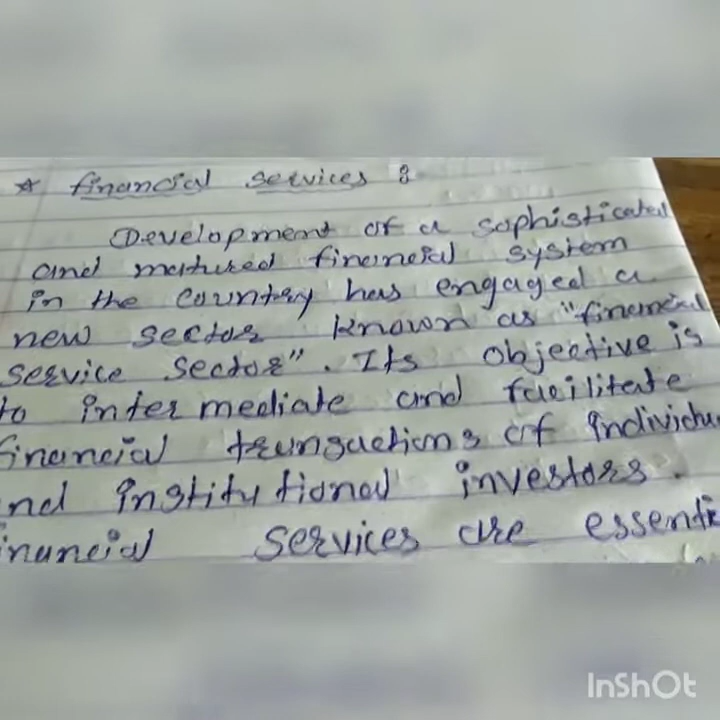 ☆ financial services :
Development of a sophisticated
and matured financial system
in the country has engaged a
new sector known as "financial
service sector". Its objective is
to intermediate and facilitate
financial transactions of individu
nd institutional investors.
inancial services are essenti
InShOt